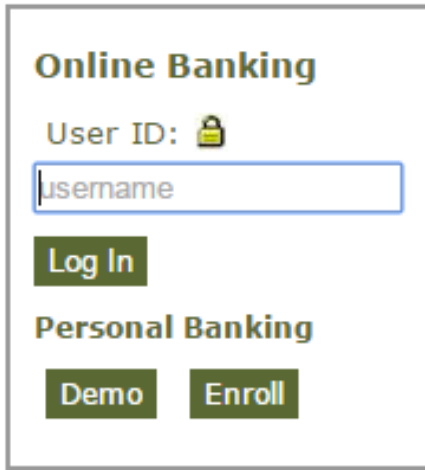 Online Banking
User ID:
username
Log In
Personal Banking
Demo Enroll